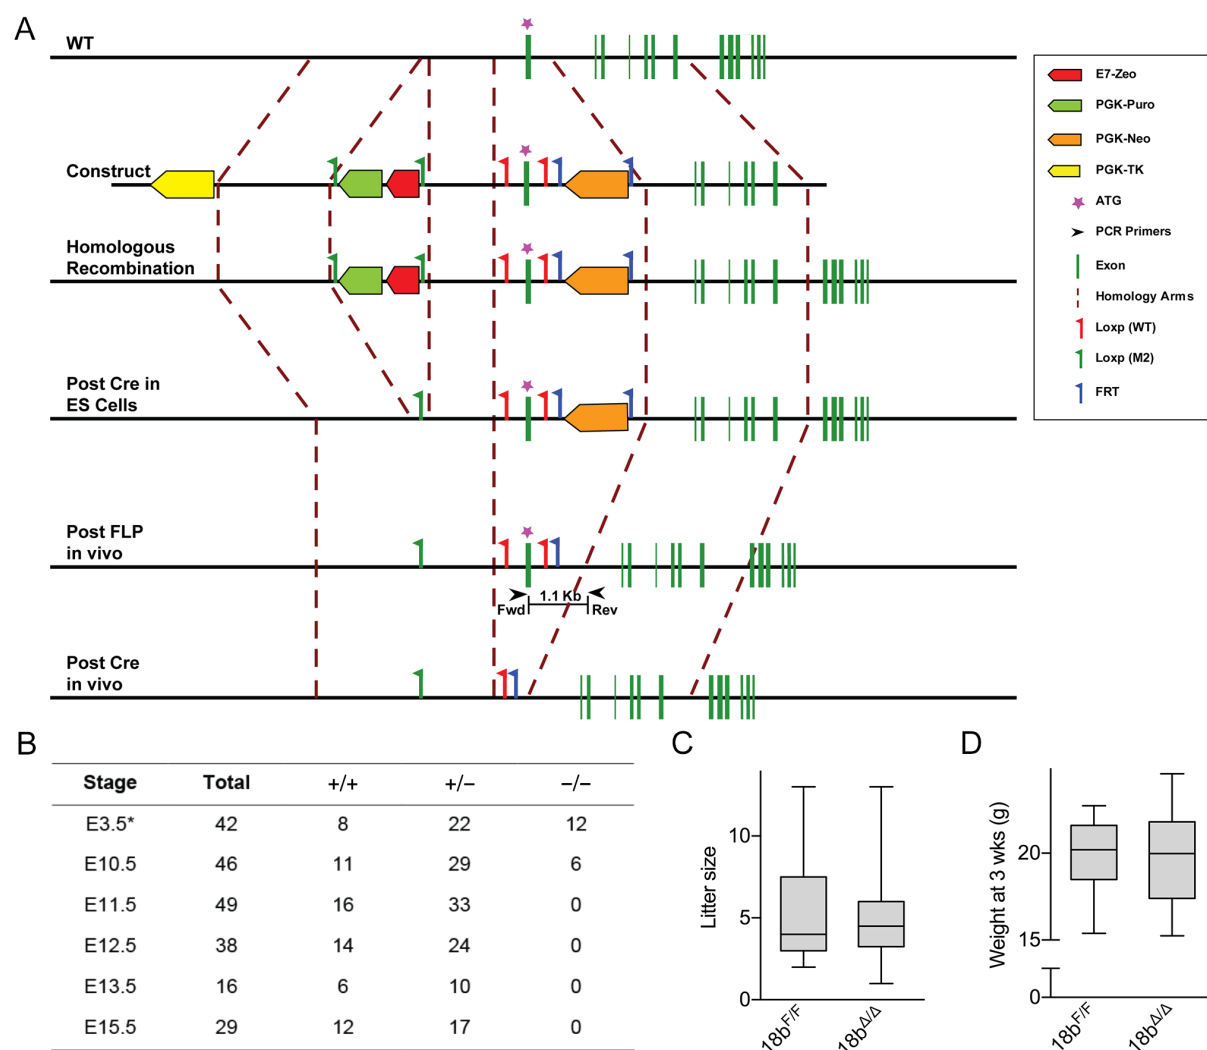 A
WT
Construct
Homologous
Recombination
Post Cre in
ES Cells
Post FLP
in vivo
1.1 Kb
Fwd
Rev
Post Cre
in vivo
E7-Zeo
PGK-Puro
PGK-Neo
PGK-TK
ATG
PCR Primers
Exon
Homology Arms
Loxp (WT)
Loxp (M2)
FRT
B
Stage Total +/+ +/− −/−
E3.5* 42 8 22 12
E10.5 46 11 29 6
E11.5 49 16 33 0
E12.5 38 14 24 0
E13.5 16 6 10 0
E15.5 29 12 17 0
C
Litter size
10
5
0
18bF/F
18bΔ/Δ
D
Weight at 3 wks (g)
20
15
0
18bF/F
18bΔ/Δ